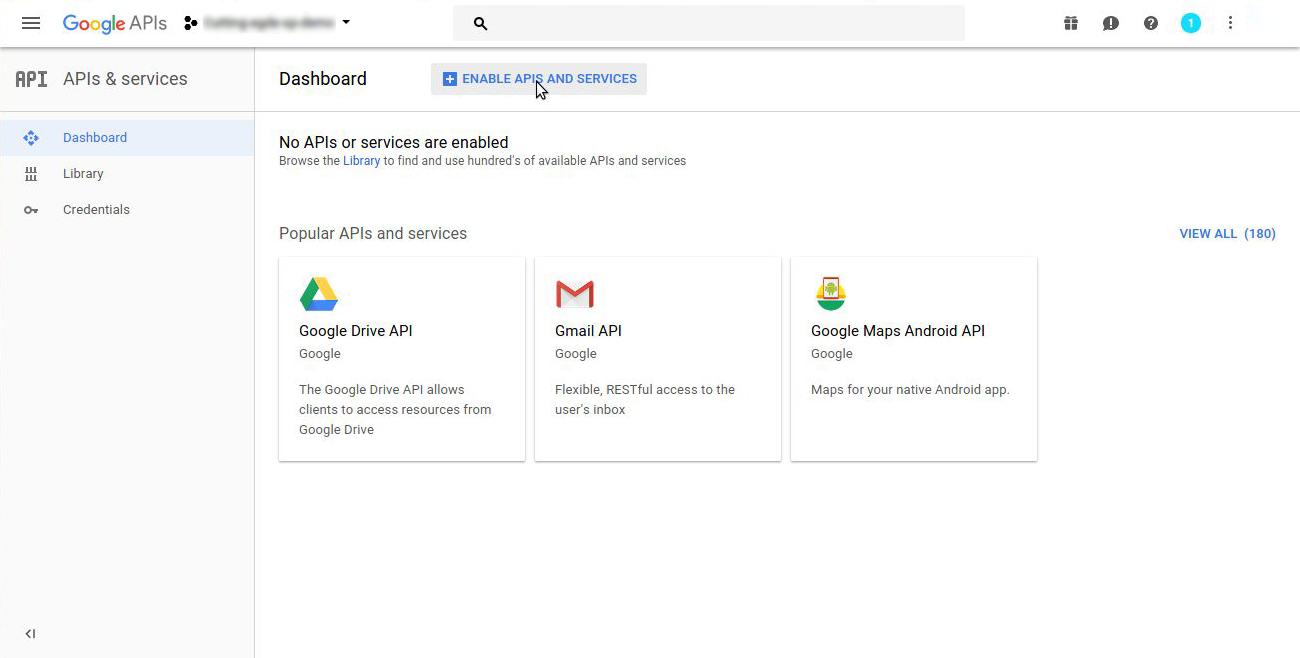 Google APIs
1
API APIs & services
Dashboard
ENABLE APIS AND SERVICES
Dashboard
Library
Credentials
No APIs or services are enabled
Browse the Library to find and use hundred's of available APIs and services
Popular APIs and services
VIEW ALL (180)
Google Drive API
Google
The Google Drive API allows
clients to access resources from
Google Drive
Gmail API
Google
Flexible, RESTful access to the
user's inbox
Google Maps Android API
Google
Maps for your native Android app.